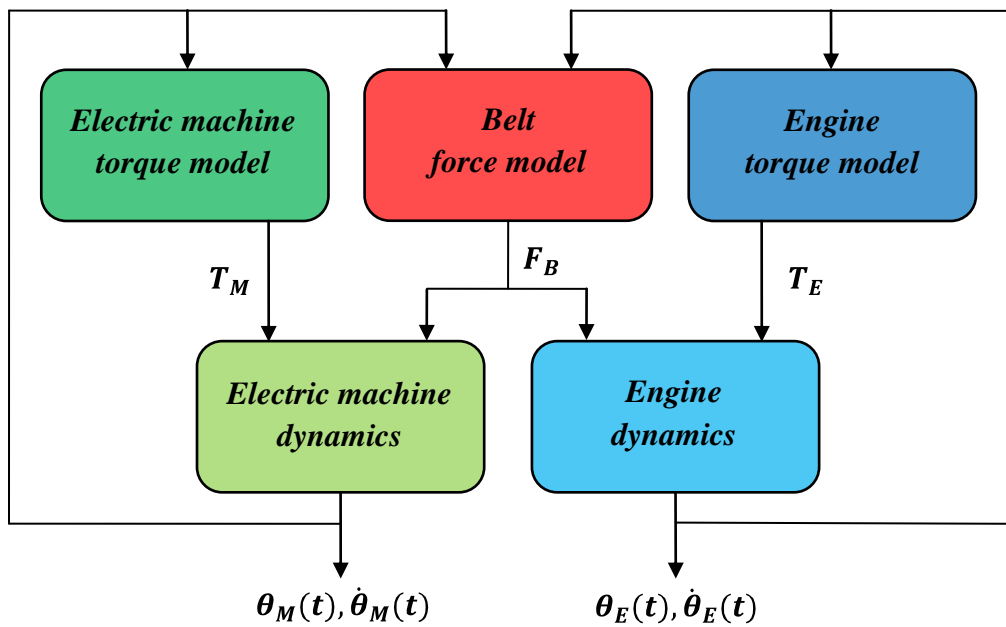 Electric machine
torque model
Belt
force model
Engine
torque model
T_M
F_B
T_E
Electric machine
dynamics
Engine
dynamics
θ_M(t), θ̇_M(t)
θ_E(t), θ̇_E(t)